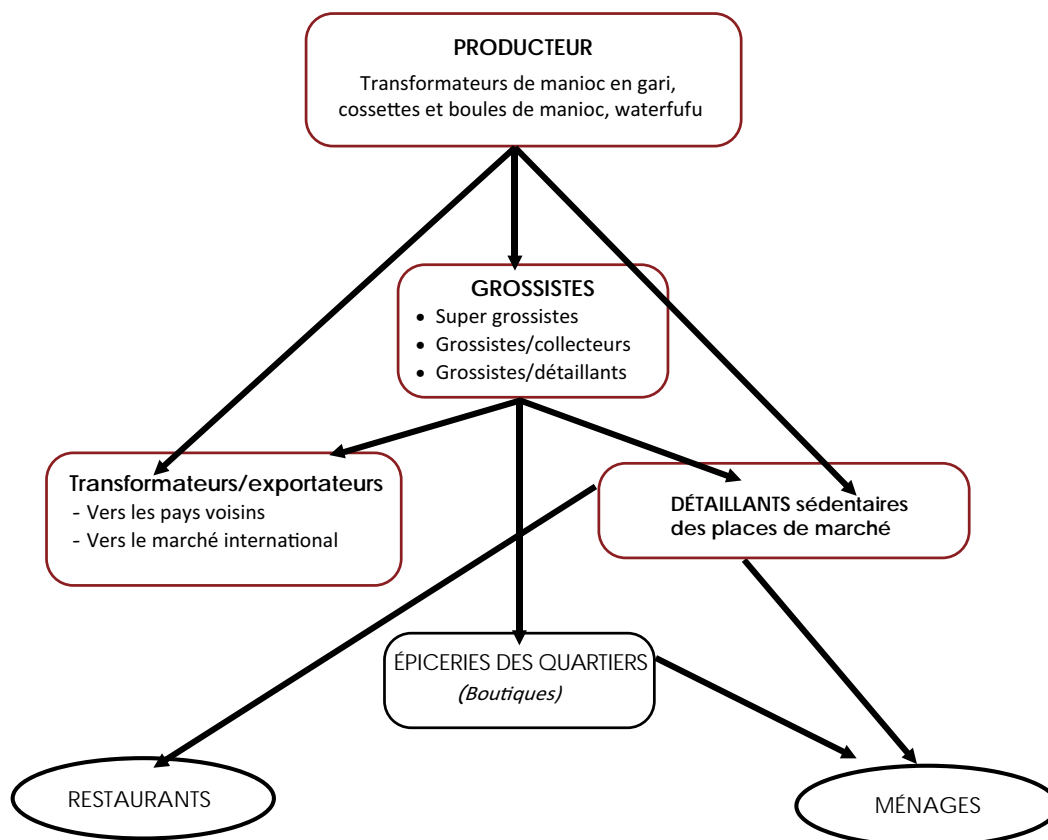 PRODUCTEUR
Transformateurs de manioc en gari,
cossettes et boules de manioc, waterfufu
GROSSISTES
• Super grossistes
• Grossistes/collecteurs
• Grossistes/détaillants
Transformateurs/exportateurs
- Vers les pays voisins
- Vers le marché international
DÉTAILLANTS sédentaires
des places de marché
ÉPICERIES DES QUARTIERS
(Boutiques)
RESTAURANTS
MÉNAGES